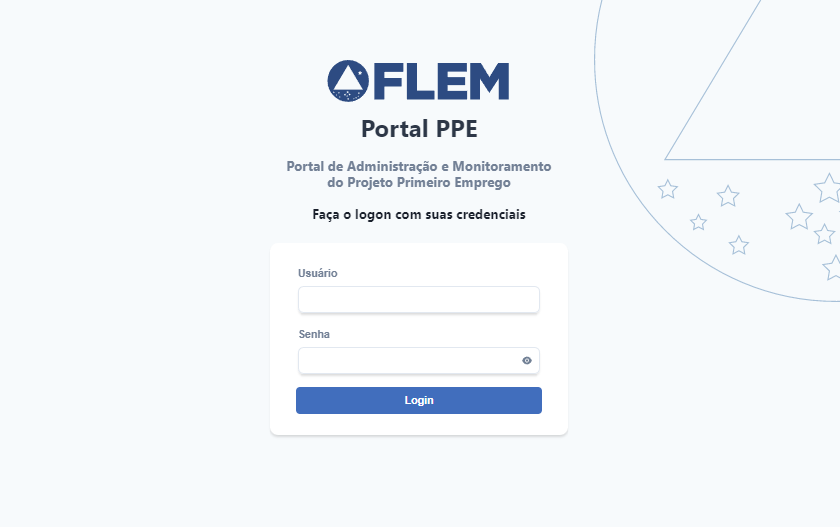 FLEM
Portal PPE
Portal de Administração e Monitoramento
do Projeto Primeiro Emprego
Faça o logon com suas credenciais
Usuário
Senha
Login